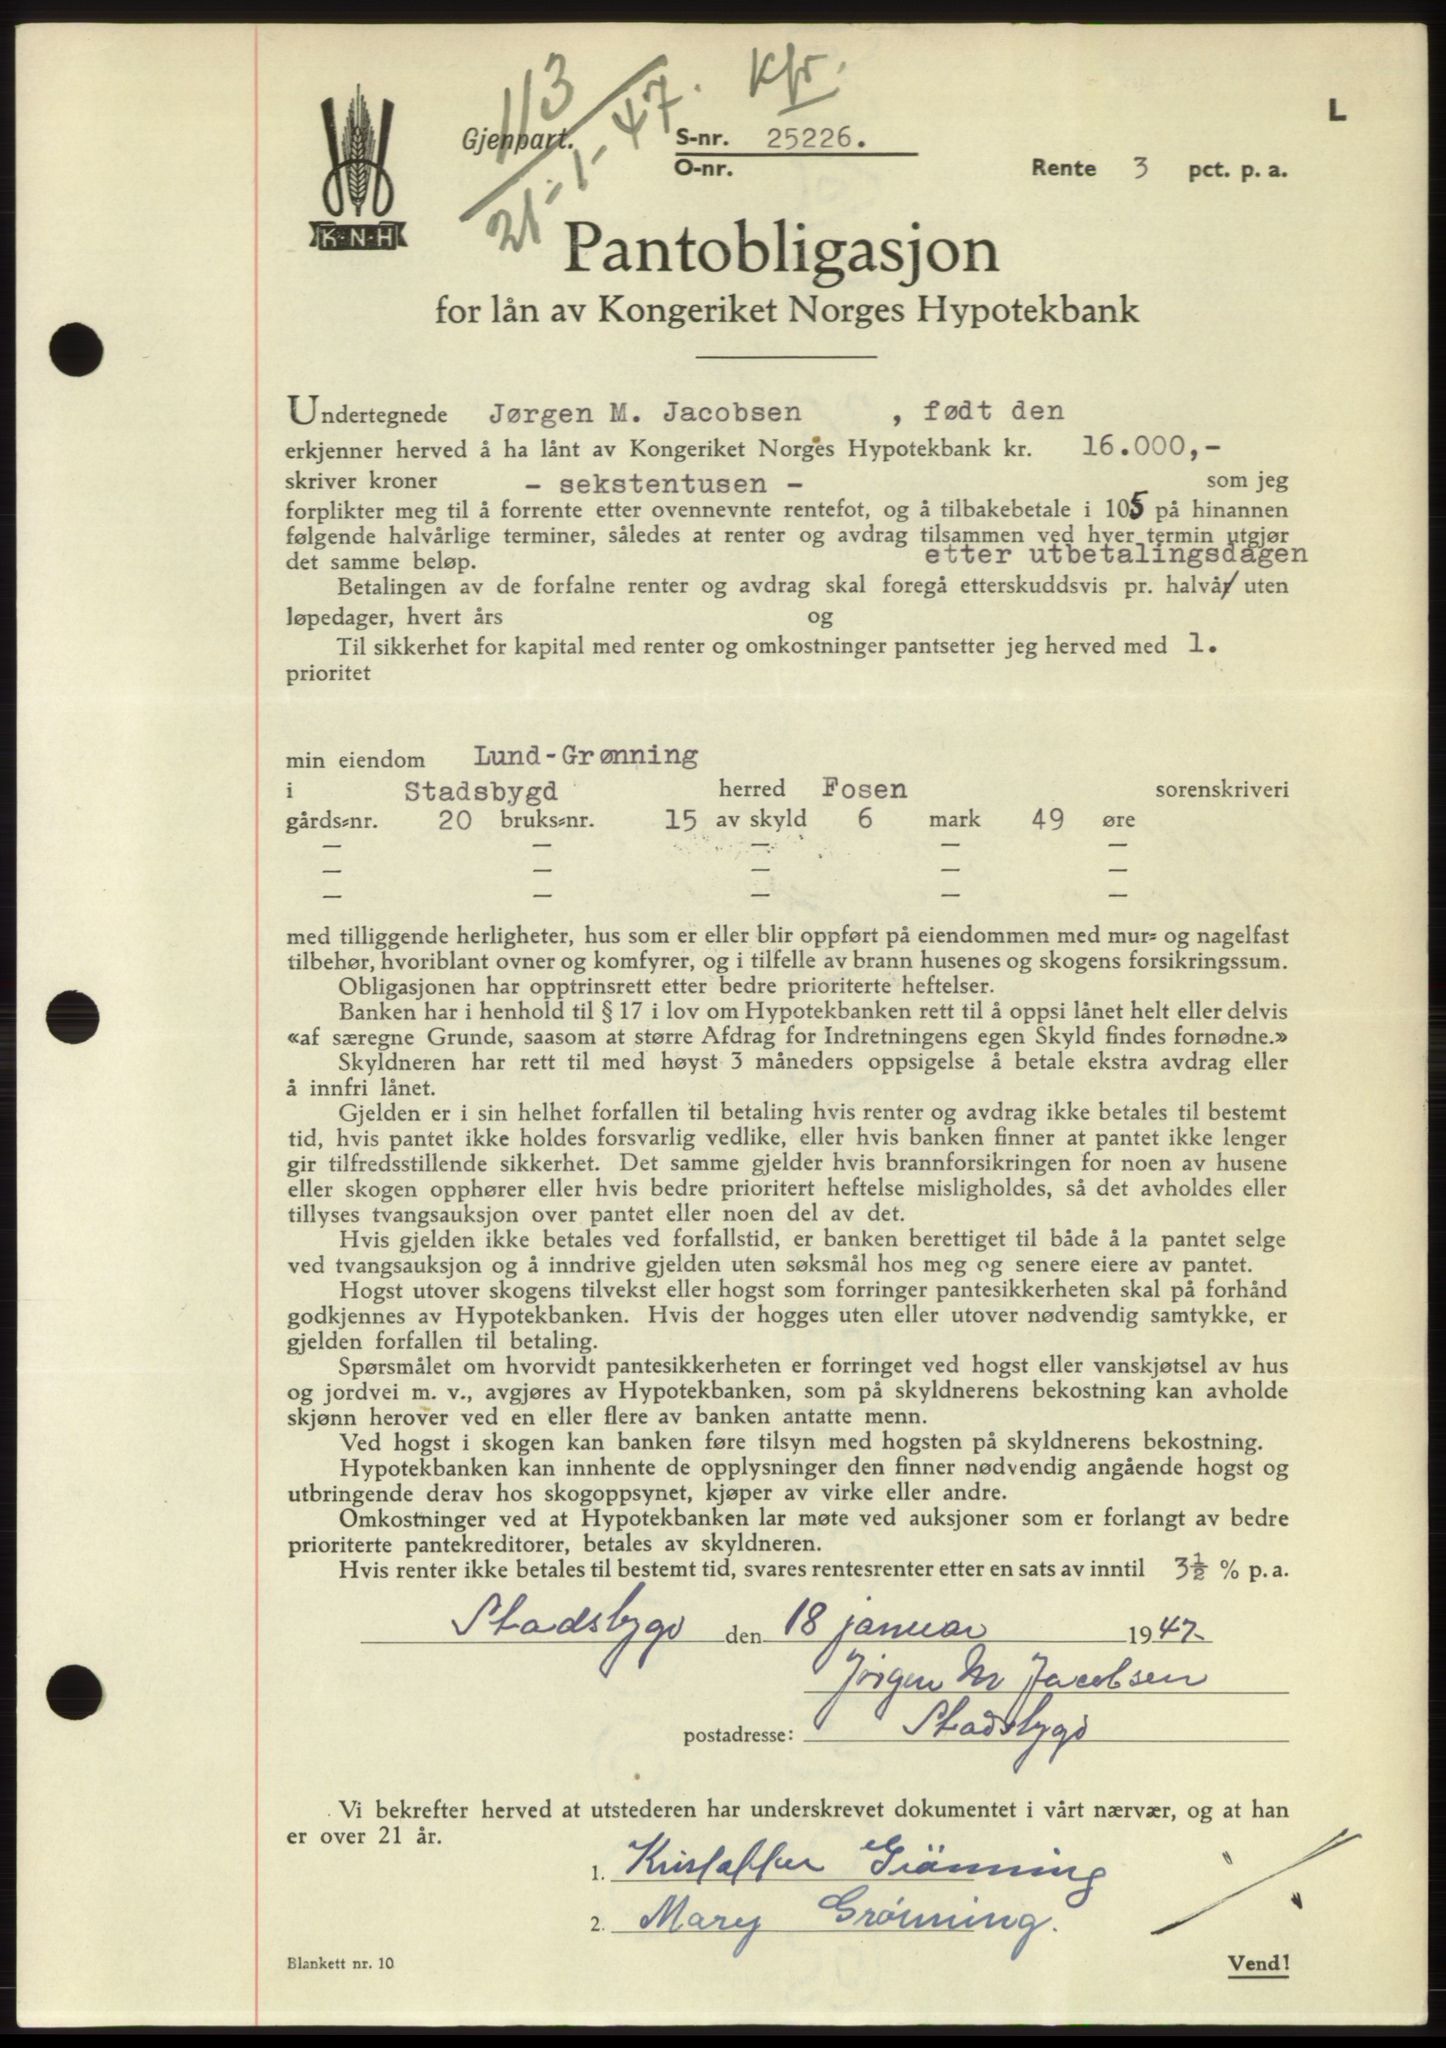 113
21-1-47. Kfr.
L
K-N-H
Gjenpart.
S-nr. 25226.
O-nr.
Rente 3 pct. p. a.
Pantobligasjon
for lån av Kongeriket Norges Hypotekbank
Undertegnede Jørgen M. Jacobsen , født den
erkjenner herved å ha lånt av Kongeriket Norges Hypotekbank kr. 16.000,-
skriver kroner - sekstentusen - som jeg
forplikter meg til å forrente etter ovennevnte rentefot, og å tilbakebetale i 105 på hinannen
følgende halvårlige terminer, således at renter og avdrag tilsammen ved hver termin utgjør
det samme beløp. etter utbetalingsdagen
Betalingen av de forfalne renter og avdrag skal foregå etterskuddsvis pr. halvår uten
løpedager, hvert års og
Til sikkerhet for kapital med renter og omkostninger pantsetter jeg herved med 1.
prioritet
min eiendom Lund-Grønning
i Stadsbygd herred Fosen sorenskriveri
gårds-nr. 20 bruks-nr. 15 av skyld 6 mark 49 øre
— — — — —
— — — — —
— — — — —
med tilliggende herligheter, hus som er eller blir oppført på eiendommen med mur- og nagelfast
tilbehør, hvoriblant ovner og komfyrer, og i tilfelle av brann husenes og skogens forsikringssum.
Obligasjonen har opptrinsrett etter bedre prioriterte heftelser.
Banken har i henhold til § 17 i lov om Hypotekbanken rett til å oppsi lånet helt eller delvis
«af særegne Grunde, saasom at større Afdrag for Indretningens egen Skyld findes fornødne.»
Skyldneren har rett til med høyst 3 måneders oppsigelse å betale ekstra avdrag eller
å innfri lånet.
Gjelden er i sin helhet forfallen til betaling hvis renter og avdrag ikke betales til bestemt
tid, hvis pantet ikke holdes forsvarlig vedlike, eller hvis banken finner at pantet ikke lenger
gir tilfredsstillende sikkerhet. Det samme gjelder hvis brannforsikringen for noen av husene
eller skogen opphører eller hvis bedre prioritert heftelse misligholdes, så det avholdes eller
tillyses tvangsauksjon over pantet eller noen del av det.
Hvis gjelden ikke betales ved forfallstid, er banken berettiget til både å la pantet selge
ved tvangsauksjon og å inndrive gjelden uten søksmål hos meg og senere eiere av pantet.
Hogst utover skogens tilvekst eller hogst som forringer pantesikkerheten skal på forhånd
godkjennes av Hypotekbanken. Hvis der hogges uten eller utover nødvendig samtykke, er
gjelden forfallen til betaling.
Spørsmålet om hvorvidt pantesikkerheten er forringet ved hogst eller vanskjøtsel av hus
og jordvei m. v., avgjøres av Hypotekbanken, som på skyldnerens bekostning kan avholde
skjønn herover ved en eller flere av banken antatte menn.
Ved hogst i skogen kan banken føre tilsyn med hogsten på skyldnerens bekostning.
Hypotekbanken kan innhente de opplysninger den finner nødvendig angående hogst og
utbringende derav hos skogoppsynet, kjøper av virke eller andre.
Omkostninger ved at Hypotekbanken lar møte ved auksjoner som er forlangt av bedre
prioriterte pantekreditorer, betales av skyldneren.
Hvis renter ikke betales til bestemt tid, svares rentesrenter etter en sats av inntil 3½ % p. a.
Stadsbygd den 18 januar 1947
Jørgen M Jacobsen
postadresse: Stadsbygd
Vi bekrefter herved at utstederen har underskrevet dokumentet i vårt nærvær, og at han
er over 21 år.
1. Kristoffer Grönning
2. Mary Grönning.
Blankett nr. 10
Vend!